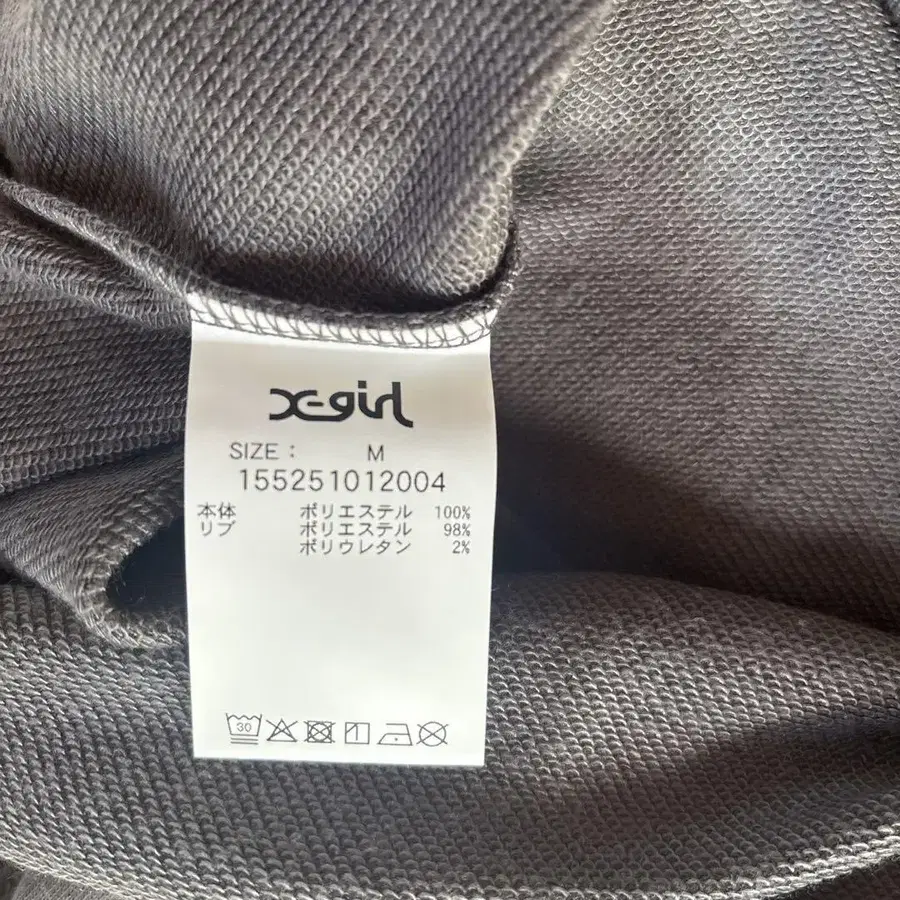 X-girl
SIZE : M
155251012004
本体 ポリエステル 100%
リブ ポリエステル 98%
ポリウレタン 2%
30